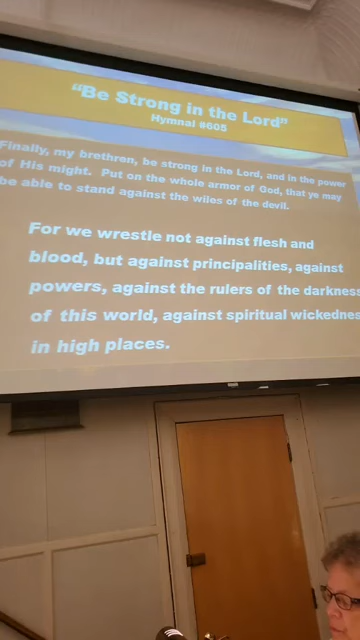 "Be Strong in the Lord"
Hymnal #605
Finally, my brethren, be strong in the Lord, and in the power
of His might. Put on the whole armor of God, that ye may
be able to stand against the wiles of the devil.
For we wrestle not against flesh and
blood, but against principalities, against
powers, against the rulers of the darkness
of this world, against spiritual wickedness
in high places.